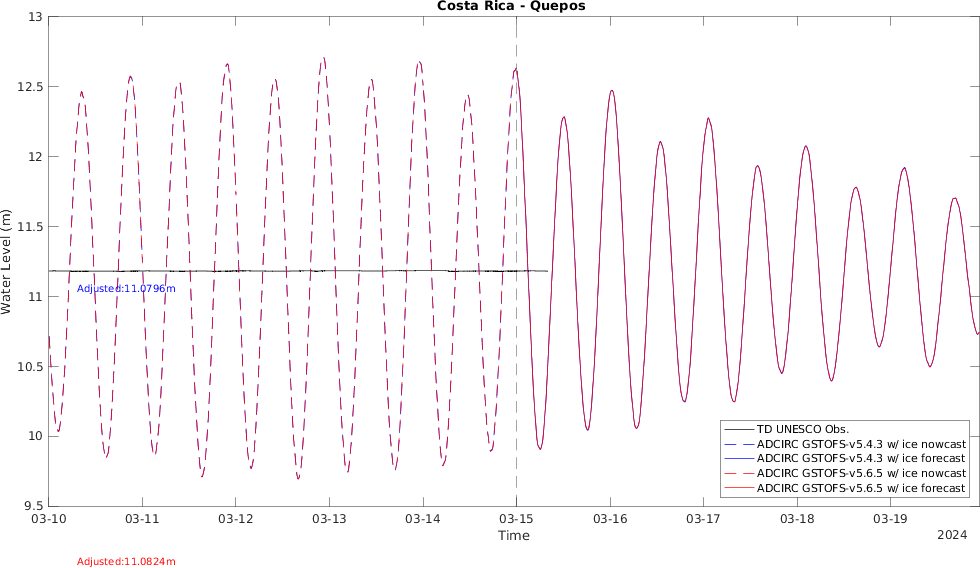 Costa Rica - Quepos
13
12.5
12
11.5
11
10.5
10
9.5
Water Level (m)
Adjusted:11.0796m
TD UNESCO Obs.
ADCIRC GSTOFS-v5.4.3 w/ ice nowcast
ADCIRC GSTOFS-v5.4.3 w/ ice forecast
ADCIRC GSTOFS-v5.6.5 w/ ice nowcast
ADCIRC GSTOFS-v5.6.5 w/ ice forecast
03-10 03-11 03-12 03-13 03-14 03-15 03-16 03-17 03-18 03-19
Time
2024
Adjusted:11.0824m